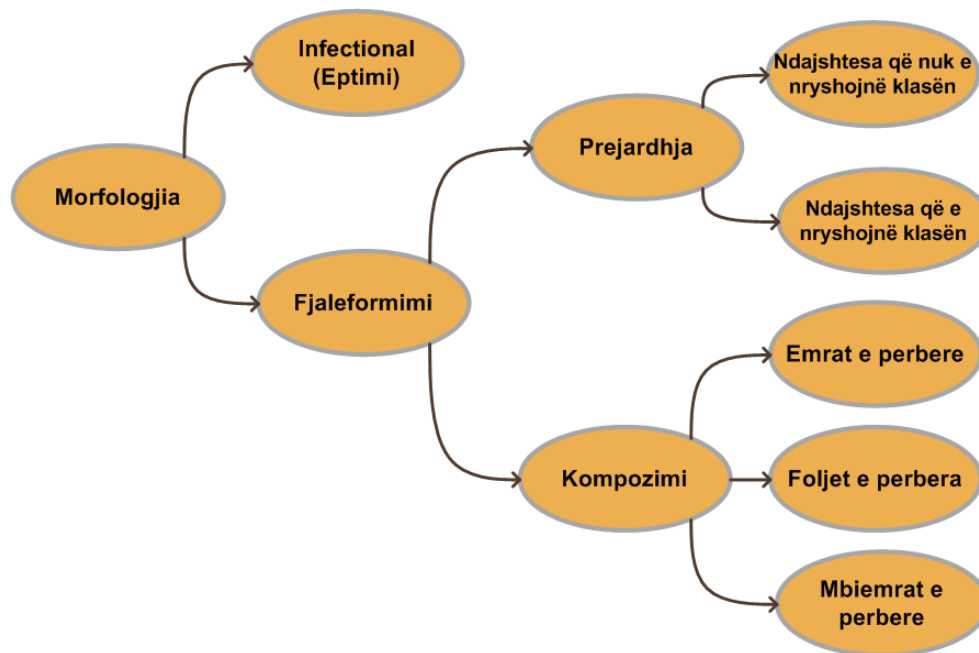 Infectional
(Eptimi)
Ndajshtesa që nuk e
nryshojnë klasën
Prejardhja
Morfologjia
Ndajshtesa që e
nryshojnë klasën
Fjaleformimi
Emrat e perbere
Kompozimi
Foljet e perbera
Mbiemrat e
perbere